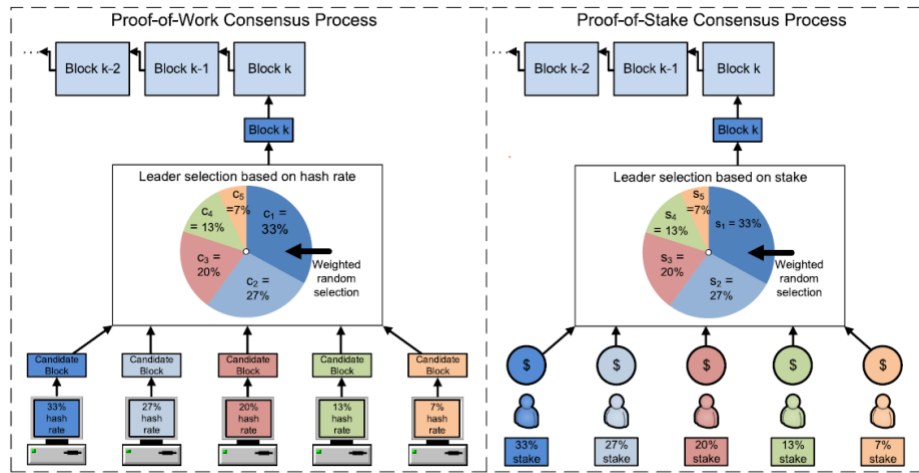 Proof-of-Work Consensus Process
Block k-2
Block k-1
Block k
Block k
Leader selection based on hash rate
c5
=7%
c1 =
33%
c4
= 13%
c3 =
20%
c2 =
27%
Weighted
random
selection
Candidate
Block
Candidate
Block
Candidate
Block
Candidate
Block
Candidate
Block
33%
hash
rate
27%
hash
rate
20%
hash
rate
13%
hash
rate
7%
hash
rate
Proof-of-Stake Consensus Process
Block k-2
Block k-1
Block k
Block k
Leader selection based on stake
s5
=7%
s1 = 33%
s4
= 13%
s3 =
20%
s2 =
27%
Weighted
random
selection
$
$
$
$
$
33%
stake
27%
stake
20%
stake
13%
stake
7%
stake